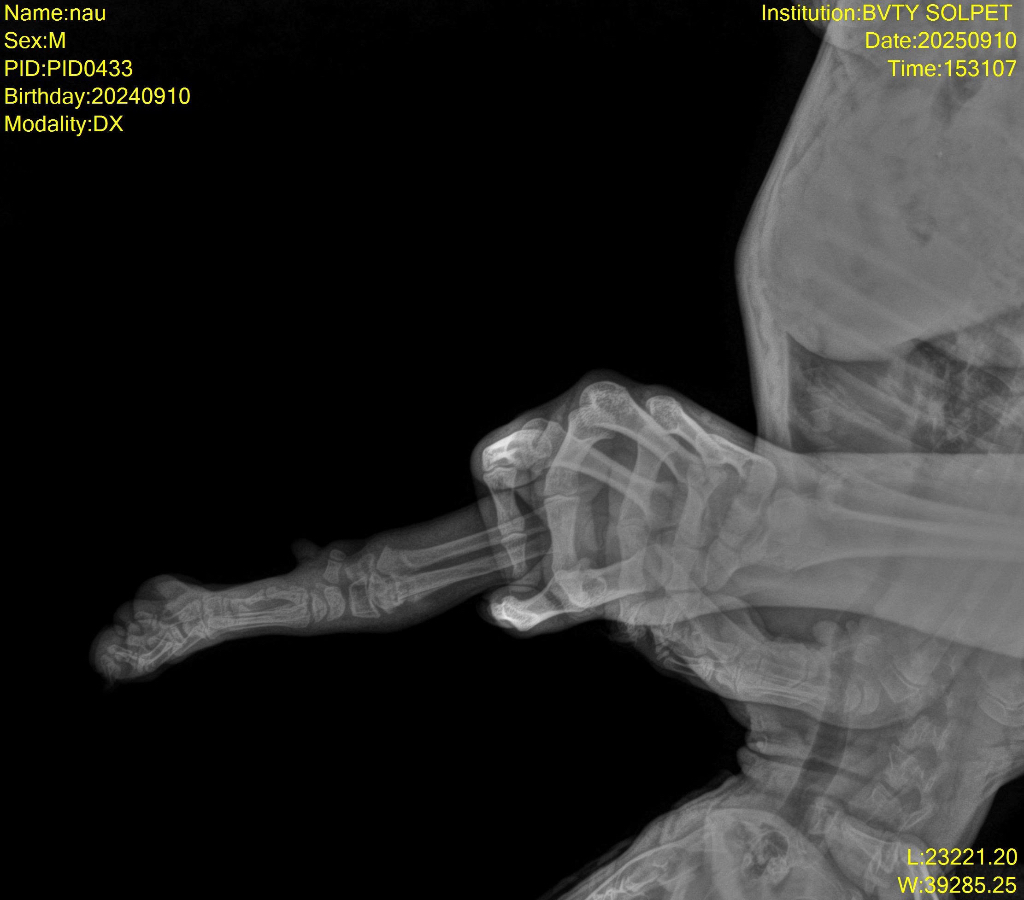 Name:nau
Sex:M
PID:PID0433
Birthday:20240910
Modality:DX
Institution:BVTY SOLPET
Date:20250910
Time:153107
L:23221.20
W:39285.25